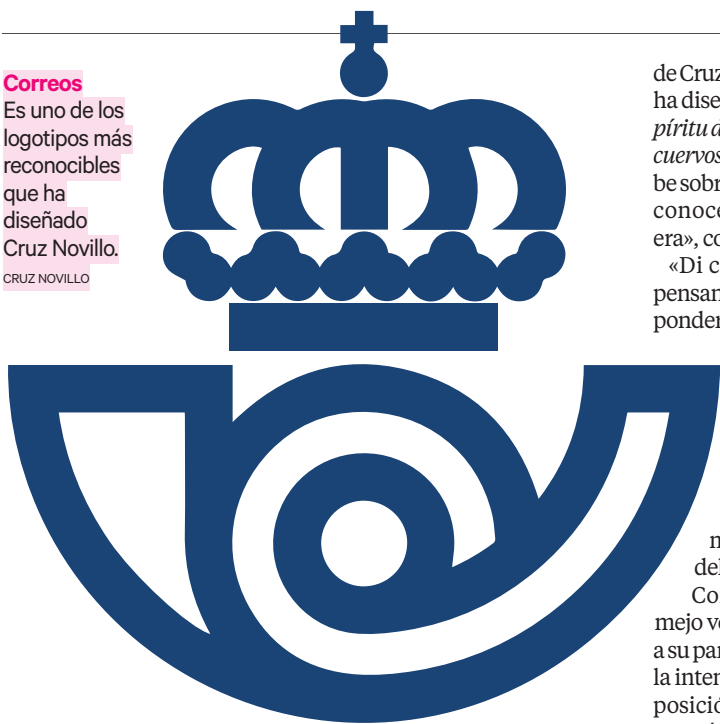 Correos
Es uno de los
logotipos más
reconocibles
que ha
diseñado
Cruz Novillo.
CRUZ NOVILLO
de Cruz
ha dise
píritu d
cuervos
be sobr
conoce
era», co
«Di c
pensan
ponder
n
del
Co
mejo v
a su par
la inter
posició